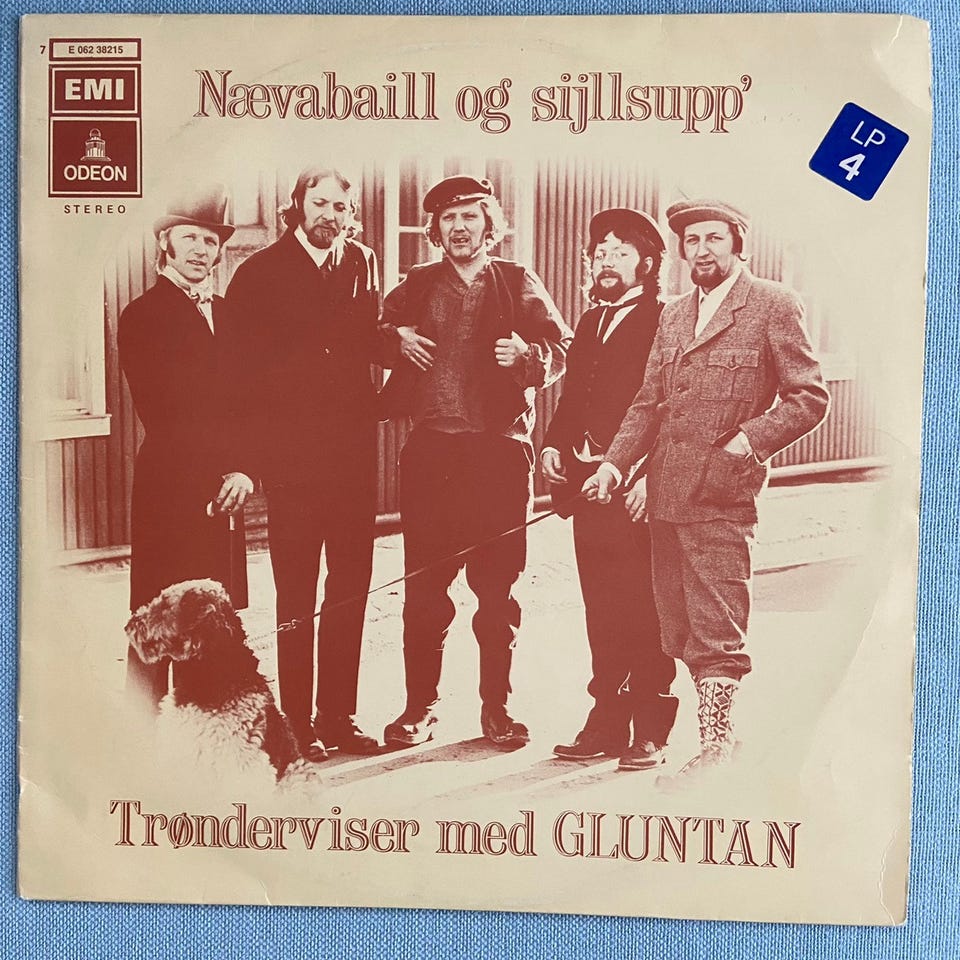 7 E 062 38215
EMI
ODEON
STEREO
Nævabaill og sijllsupp'
LP
4
Trønderviser med GLUNTAN